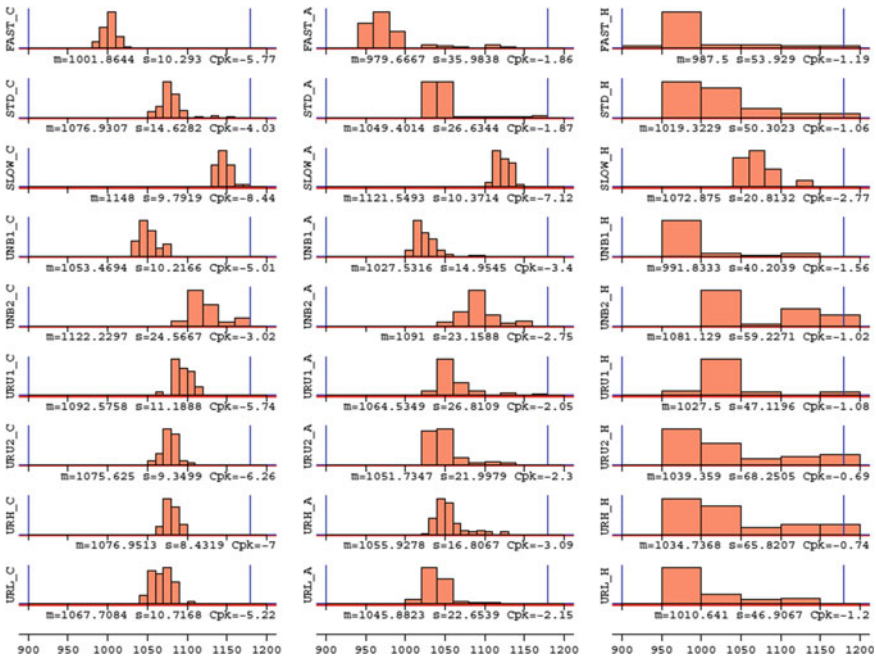 FAST_C
m=1001.8644 s=10.293 Cpk=-5.77
FAST_A
m=979.6667 s=35.9838 Cpk=-1.86
FAST_H
m=987.5 s=53.929 Cpk=-1.19
STD_C
m=1076.9307 s=14.6282 Cpk=-4.03
STD_A
m=1049.4014 s=26.6344 Cpk=-1.87
STD_H
m=1019.3229 s=50.3023 Cpk=-1.06
SLOW_C
m=1148 s=9.7919 Cpk=-8.44
SLOW_A
m=1121.5493 s=10.3714 Cpk=-7.12
SLOW_H
m=1072.875 s=20.8132 Cpk=-2.77
UNB1_C
m=1053.4694 s=10.2166 Cpk=-5.01
UNB1_A
m=1027.5316 s=14.9545 Cpk=-3.4
UNB1_H
m=991.8333 s=40.2039 Cpk=-1.56
UNB2_C
m=1122.2297 s=24.5667 Cpk=-3.02
UNB2_A
m=1091 s=23.1588 Cpk=-2.75
UNB2_H
m=1081.129 s=59.2271 Cpk=-1.02
URU1_C
m=1092.5758 s=11.1888 Cpk=-5.74
URU1_A
m=1064.5349 s=26.8109 Cpk=-2.05
URU1_H
m=1027.5 s=47.1196 Cpk=-1.08
URU2_C
m=1075.625 s=9.3499 Cpk=-6.26
URU2_A
m=1051.7347 s=21.9979 Cpk=-2.3
URU2_H
m=1039.359 s=68.2505 Cpk=-0.69
URH_C
m=1076.9513 s=8.4319 Cpk=-7
URH_A
m=1055.9278 s=16.8067 Cpk=-3.09
URH_H
m=1034.7368 s=65.8207 Cpk=-0.74
URL_C
m=1067.7084 s=10.7168 Cpk=-5.22
URL_A
m=1045.8823 s=22.6539 Cpk=-2.15
URL_H
m=1010.641 s=46.9067 Cpk=-1.2
900 950 1000 1050 1100 1150 1200
900 950 1000 1050 1100 1150 1200
900 950 1000 1050 1100 1150 1200